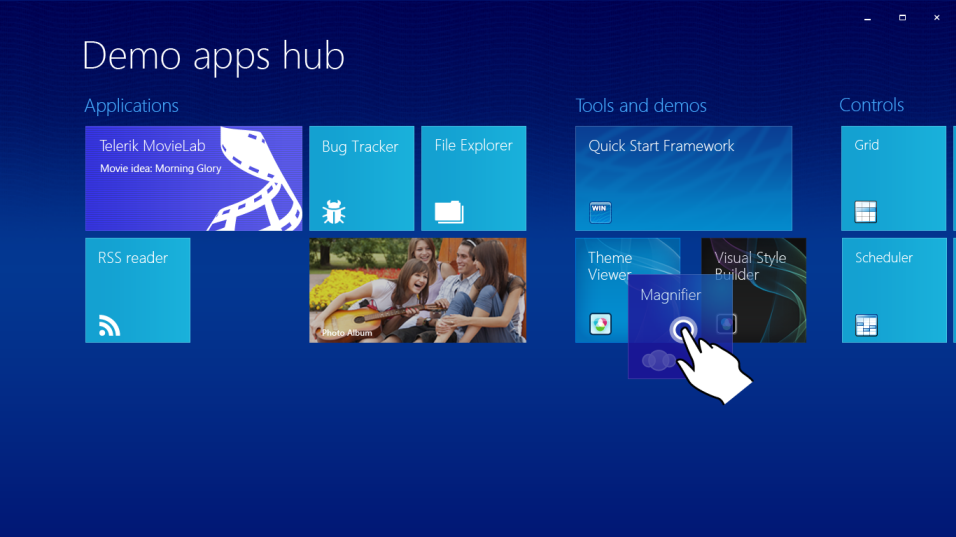 Demo apps hub
Applications
Telerik MovieLab
Movie idea: Morning Glory
Bug Tracker
File Explorer
RSS reader
Photo Album
Tools and demos
Quick Start Framework
WIN
Theme
Viewer
Visual Style
Builder
Magnifier
Controls
Grid
Scheduler